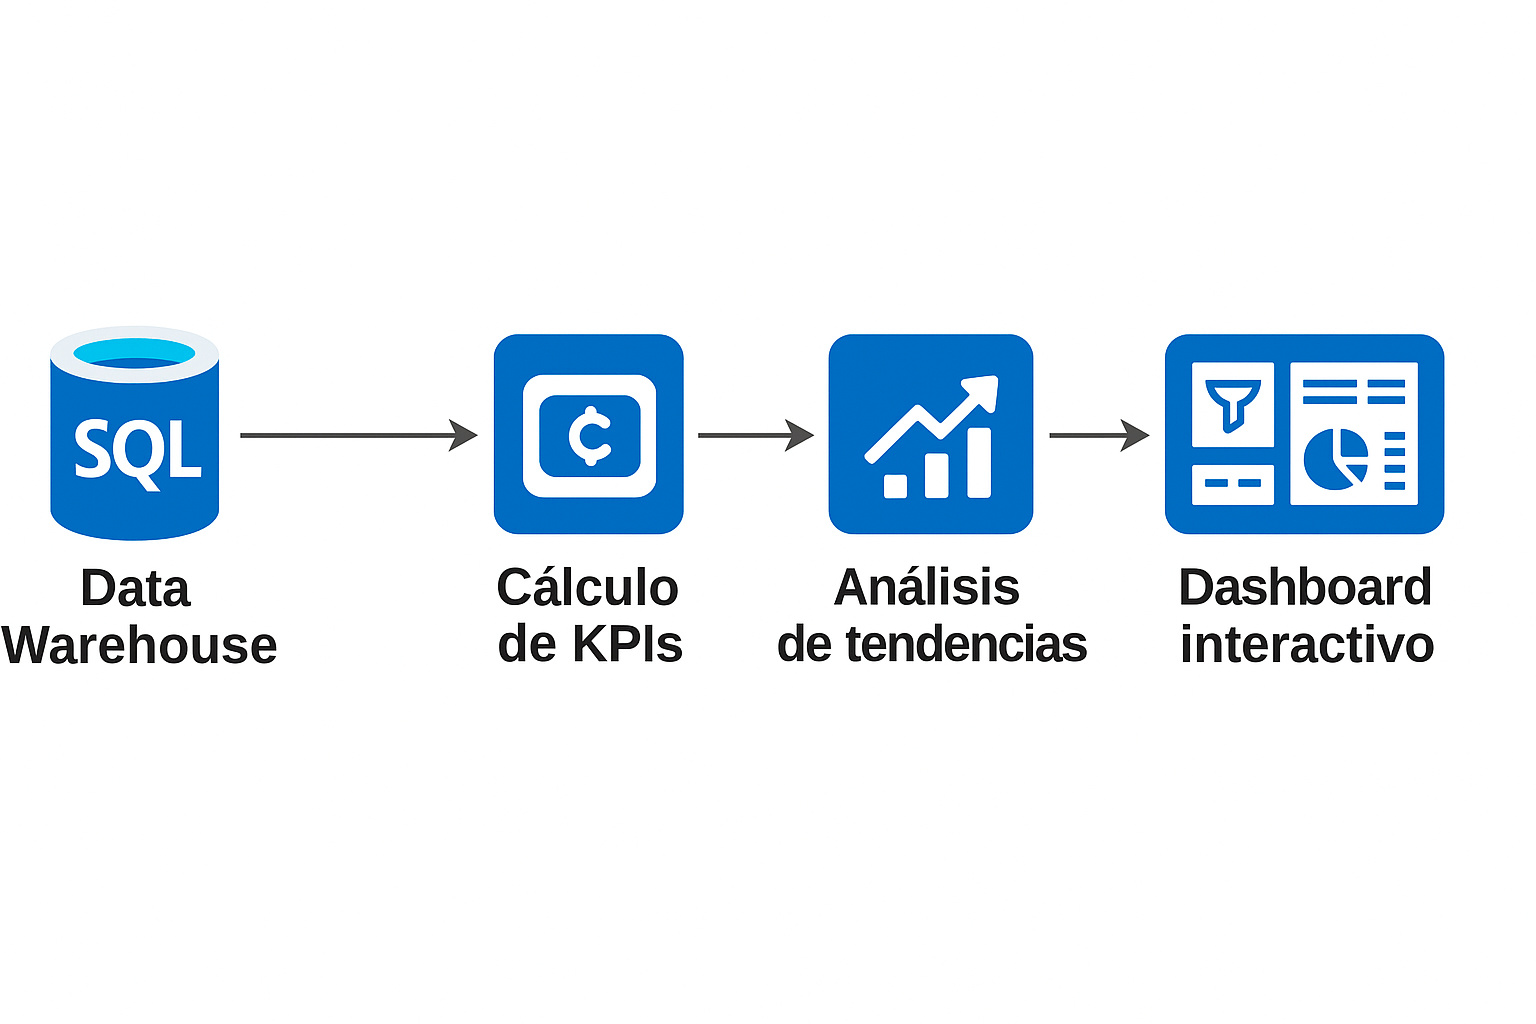 SQL
Data
Warehouse
₵
Cálculo
de KPIs
Análisis
de tendencias
Dashboard
interactivo